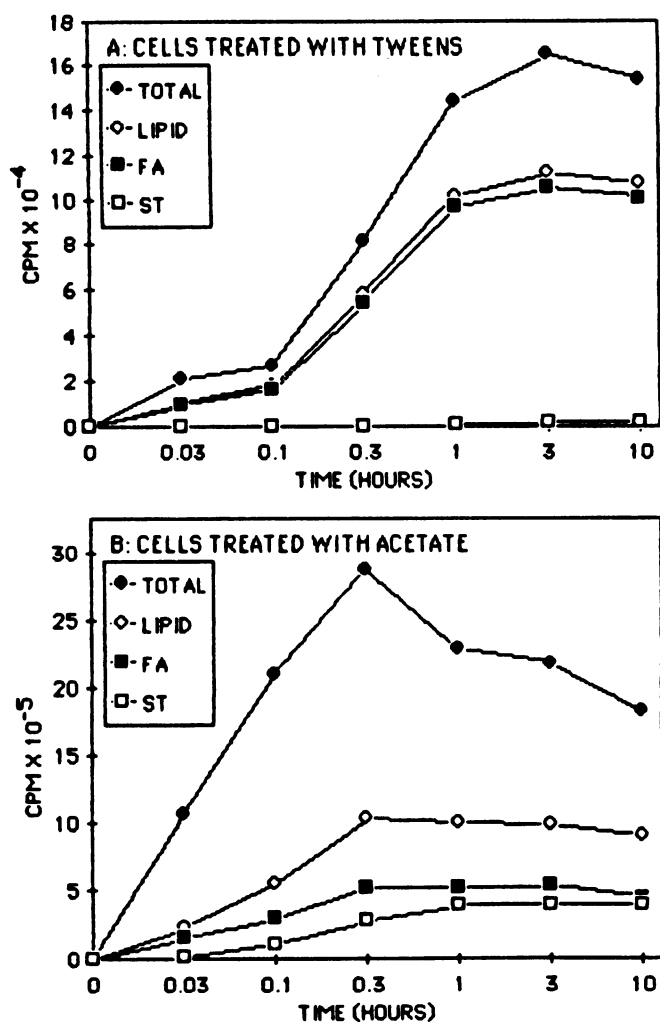 A: CELLS TREATED WITH TWEENS
TOTAL
LIPID
FA
ST
CPM X 10⁻⁴
18
16
14
12
10
8
6
4
2
0
0 0.03 0.1 0.3 1 3 10
TIME (HOURS)
B: CELLS TREATED WITH ACETATE
TOTAL
LIPID
FA
ST
CPM X 10⁻⁵
30
25
20
15
10
5
0
0 0.03 0.1 0.3 1 3 10
TIME (HOURS)